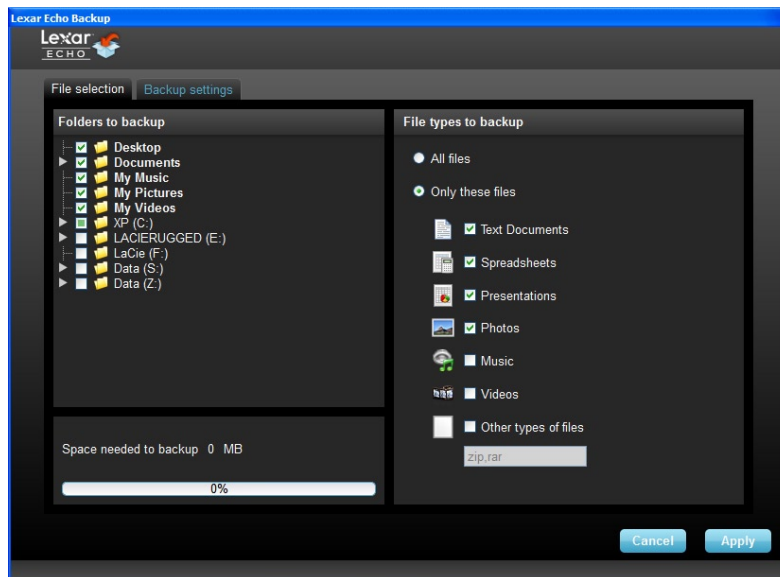 Lexar Echo Backup
Lexar
ECHO
File selection
Backup settings
Folders to backup
Desktop
Documents
My Music
My Pictures
My Videos
XP (C:)
LACIERUGGED (E:)
LaCie (F:)
Data (S:)
Data (Z:)
Space needed to backup 0 MB
0%
File types to backup
All files
Only these files
Text Documents
Spreadsheets
Presentations
Photos
Music
Videos
Other types of files
zip,rar
Cancel
Apply